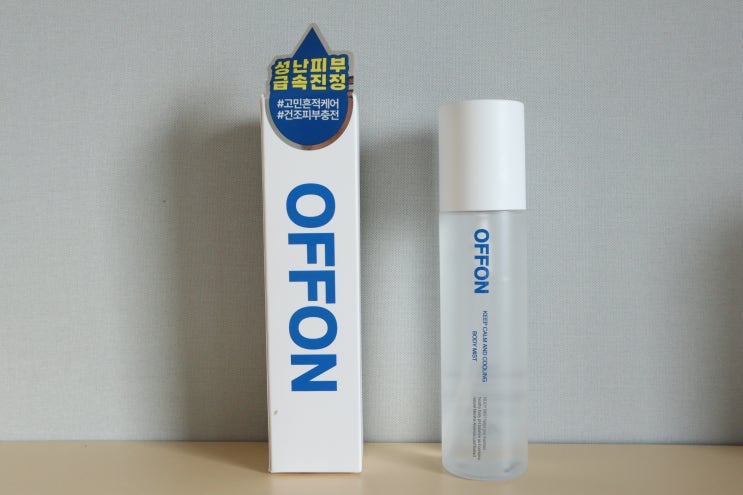 성난피부
급속진정
#고민흔적케어
#건조피부충전
OFFON
OFFON
KEEP CALM AND COOLING
BODY MIST